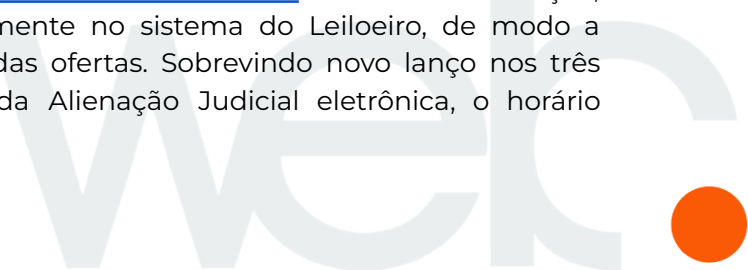 mente no sistema do Leiloeiro, de modo a
das ofertas. Sobrevindo novo lanço nos três
da Alienação Judicial eletrônica, o horário
web